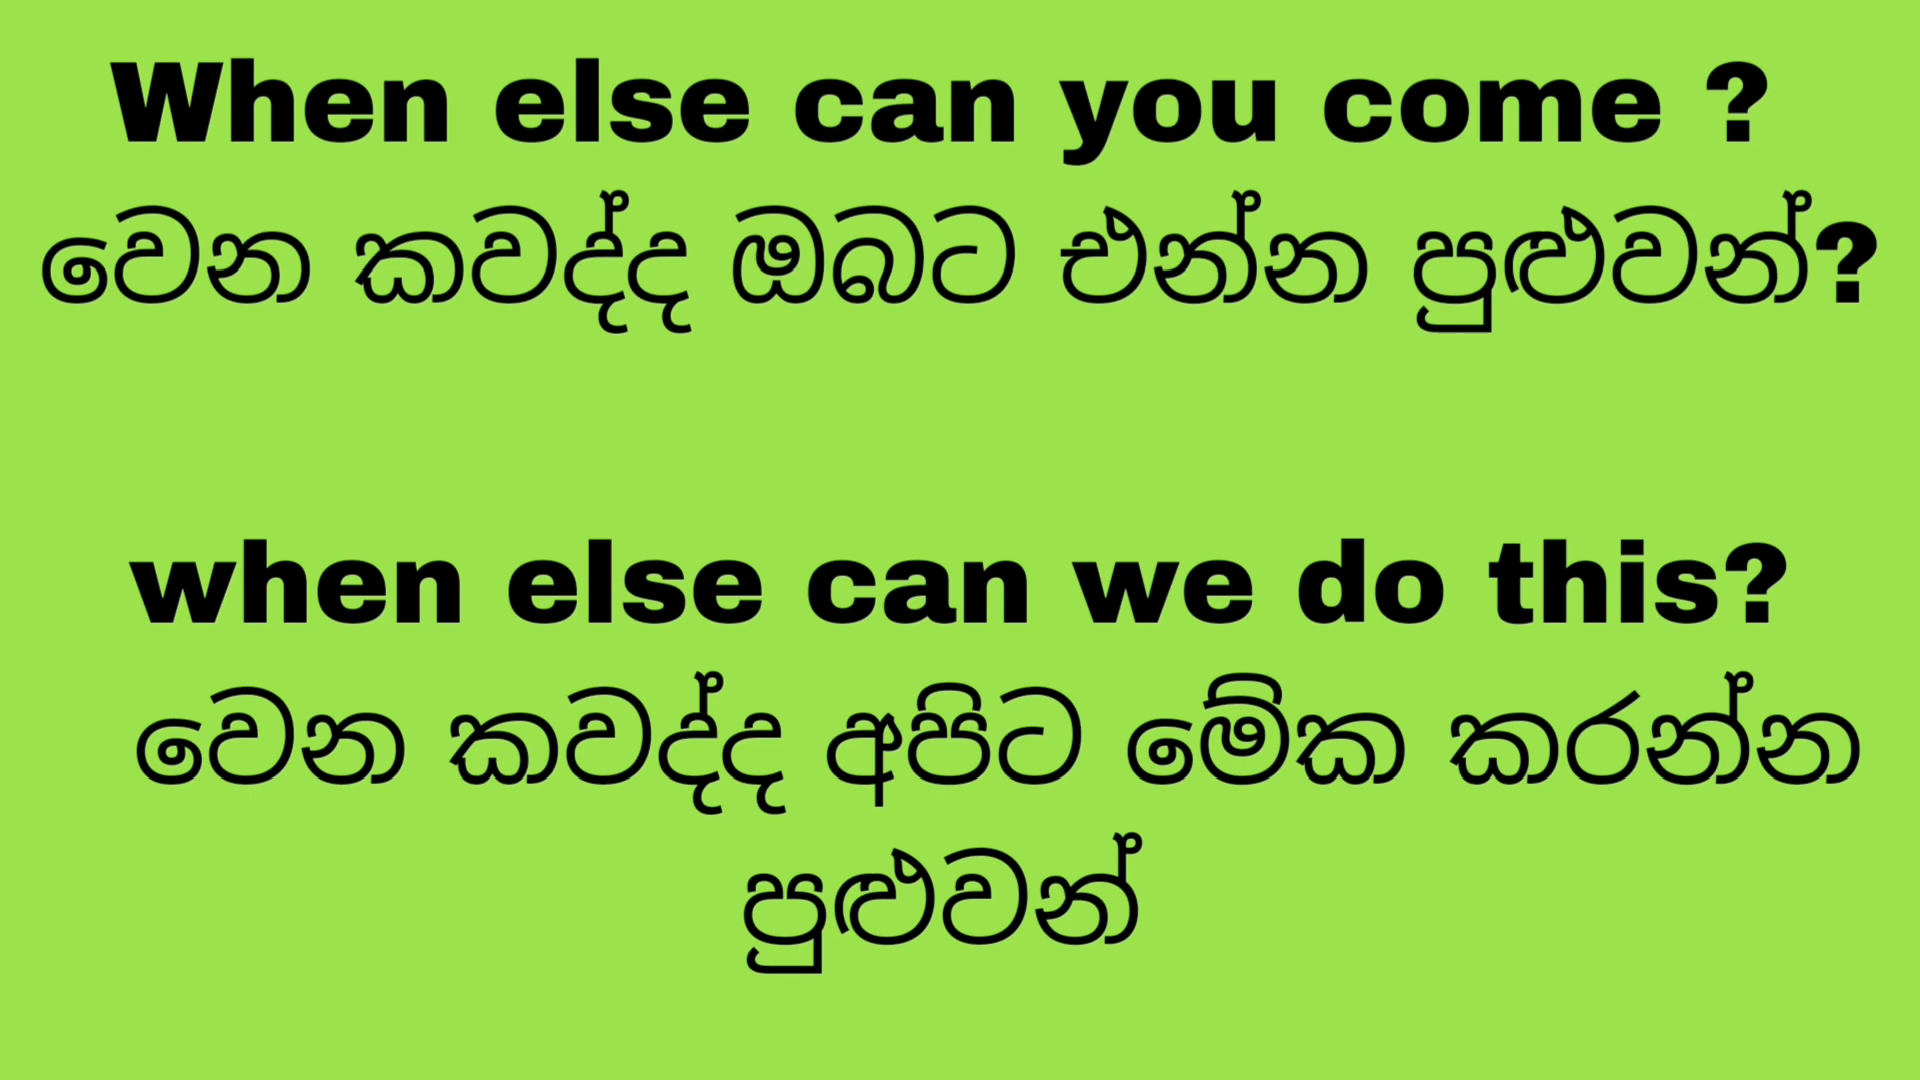 When else can you come ?
වෙන කවද්ද ඔබට එන්න පුළුවන්?
when else can we do this?
වෙන කවද්ද අපිට මේක කරන්න
පුළුවන්